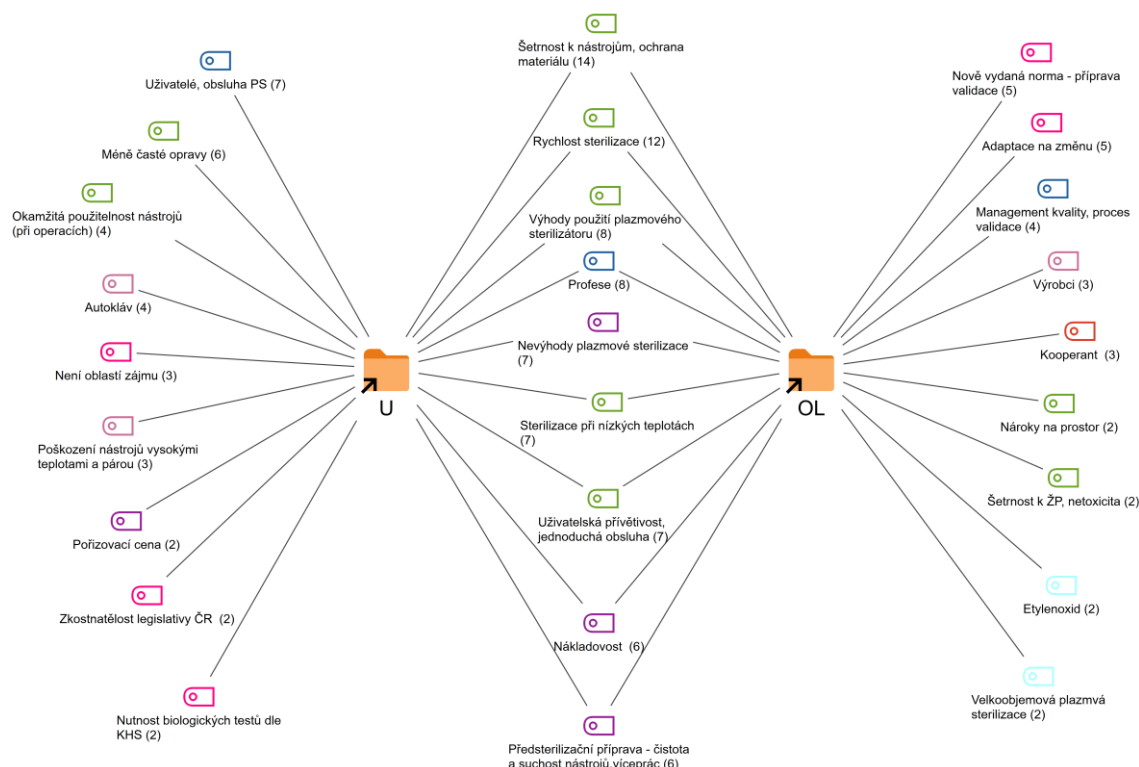 Šetrnost k nástrojům, ochrana
materiálu (14)
Uživatelé, obsluha PS (7)
Nově vydaná norma - příprava
validace (5)
Rychlost sterilizace (12)
Méně časté opravy (6)
Adaptace na změnu (5)
Okamžitá použitelnost nástrojů
(při operacích) (4)
Výhody použití plazmového
sterilizátoru (8)
Management kvality, proces
validace (4)
Profese (8)
Autokláv (4)
Výrobci (3)
Nevýhody plazmové sterilizace
(7)
Není oblastí zájmu (3)
Kooperant (3)
U
OL
Sterilizace při nízkých teplotách
(7)
Nároky na prostor (2)
Poškození nástrojů vysokými
teplotami a párou (3)
Šetrnost k ŽP, netoxicita (2)
Uživatelská přívětivost,
jednoduchá obsluha (7)
Pořizovací cena (2)
Etylenoxid (2)
Zkostnatělost legislativy ČR (2)
Nákladovost (6)
Velkoobjemová plazmvá
sterilizace (2)
Nutnost biologických testů dle
KHS (2)
Předsterilizační příprava - čistota
a suchost nástrojů,víceprác (6)